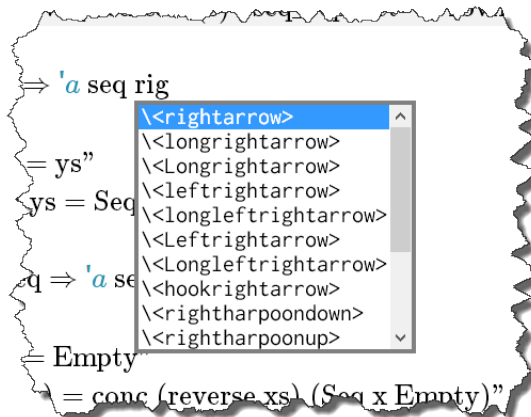 ⇒ 'a seq rig
\<rightarrow>
\<longrightarrow>
\<Longrightarrow>
\<leftrightarrow>
\<longleftrightarrow>
\<Leftrightarrow>
\<Longleftrightarrow>
\<hookrightarrow>
\<rightharpoondown>
\<rightharpoonup>
= ys”
ys = Seq
⇒ 'a se
= Empty”
) = conc (reverse xs) (Seq x Empty)”